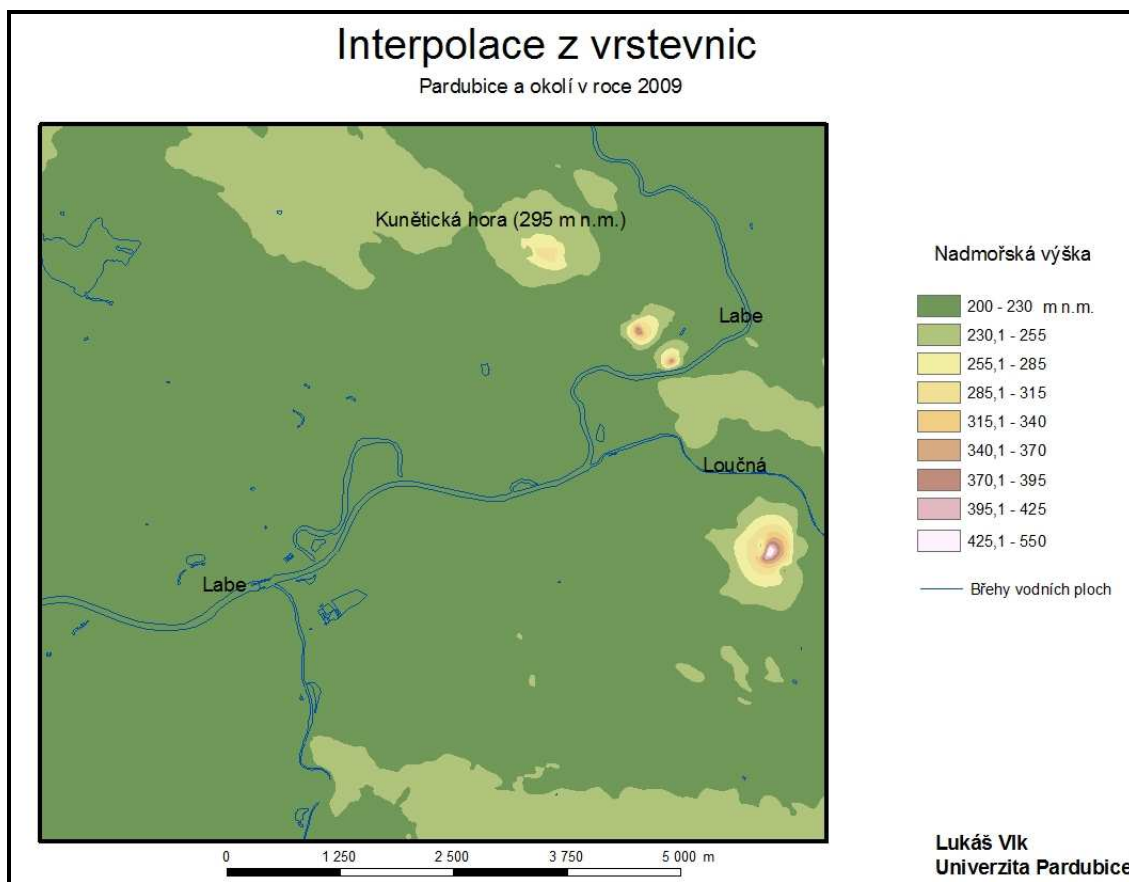 Interpolace z vrstevnic
Pardubice a okolí v roce 2009
Kunětická hora (295 m n.m.)
Labe
Loučná
Labe
Nadmořská výška
200 - 230 m n.m.
230,1 - 255
255,1 - 285
285,1 - 315
315,1 - 340
340,1 - 370
370,1 - 395
395,1 - 425
425,1 - 550
Břehy vodních ploch
0 1 250 2 500 3 750 5 000 m
Lukáš Vlk
Univerzita Pardubice